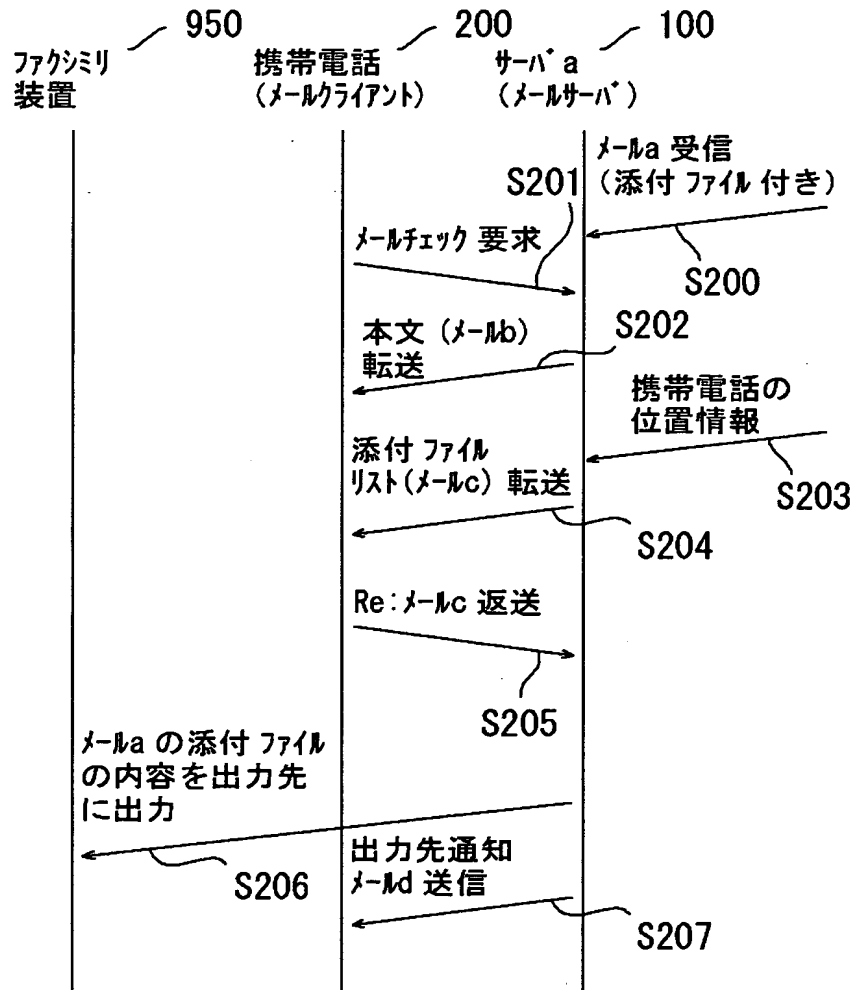 950
ファクシミリ
装置
200
携帯電話
(メールクライアント)
100
サーバa
(メールサーバ)
メールa 受信
(添付 ファイル 付き)
S200
S201
メールチェック 要求
S202
本文 (メールb)
転送
携帯電話の
位置情報
S203
添付 ファイル
リスト(メールc) 転送
S204
Re:メールc 返送
S205
メールa の添付 ファイル
の内容を出力先
に出力
S206
出力先通知
メールd 送信
S207